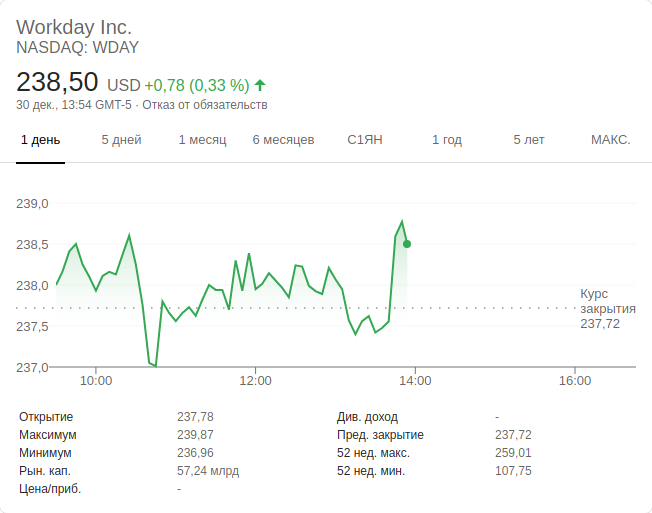 Workday Inc.
NASDAQ: WDAY
238,50 USD +0,78 (0,33 %)
30 дек., 13:54 GMT-5 · Отказ от обязательств
1 день 5 дней 1 месяц 6 месяцев С1ЯН 1 год 5 лет МАКС.
239,0
238,5
238,0
237,5
237,0
Курс
закрытия
237,72
10:00 12:00 14:00 16:00
Открытие 237,78
Максимум 239,87
Минимум 236,96
Рын. кап. 57,24 млрд
Цена/приб. -
Див. доход -
Пред. закрытие 237,72
52 нед. макс. 259,01
52 нед. мин. 107,75